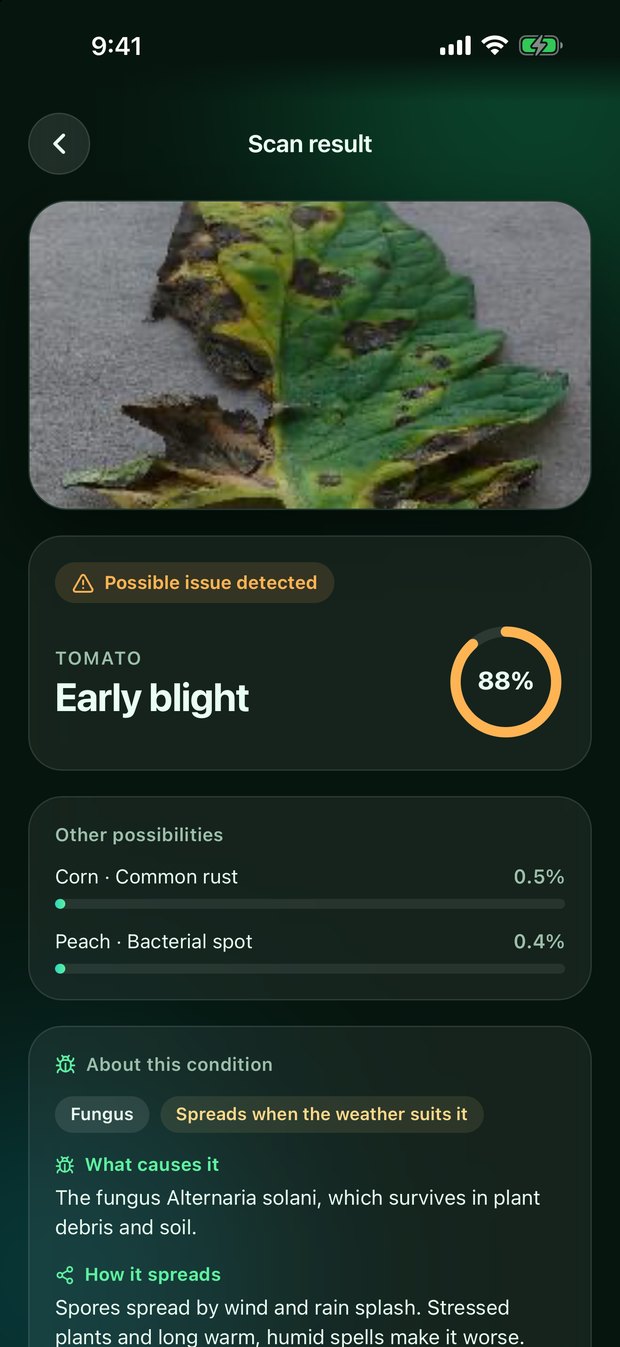 9:41
Scan result
Possible issue detected
TOMATO
Early blight
88%
Other possibilities
Corn · Common rust 0.5%
Peach · Bacterial spot 0.4%
About this condition
Fungus Spreads when the weather suits it
What causes it
The fungus Alternaria solani, which survives in plant
debris and soil.
How it spreads
Spores spread by wind and rain splash. Stressed
plants and long warm, humid spells make it worse.